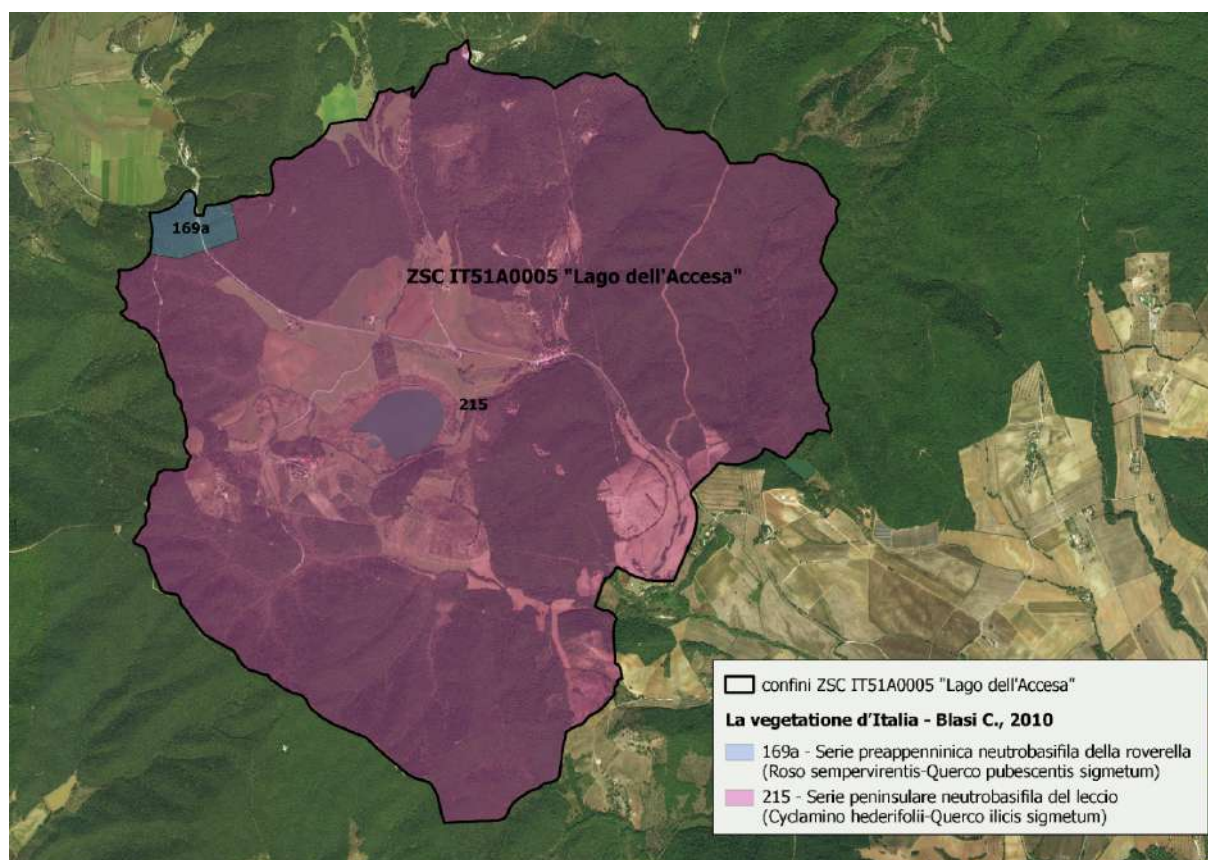 169a
ZSC IT51A0005 "Lago dell'Accesa"
215
confini ZSC IT51A0005 "Lago dell'Accesa"
La vegetatione d'Italia - Blasi C., 2010
169a - Serie preappenninica neutrobasifila della roverella
(Roso sempervirentis-Querco pubescentis sigmetum)
215 - Serie peninsulare neutrobasifila del leccio
(Cyclamino hederifolii-Querco ilicis sigmetum)